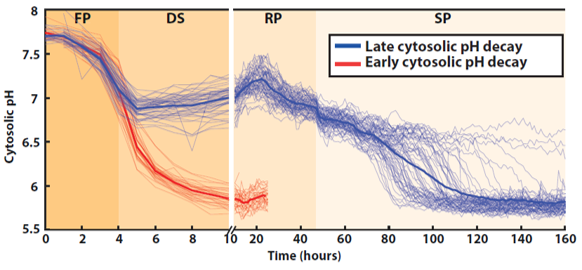 FP DS RP SP
Late cytosolic pH decay
Early cytosolic pH decay
Cytosolic pH
8
7.5
7
6.5
6
5.5
0 2 4 6 8 10 20 40 60 80 100 120 140 160
Time (hours)